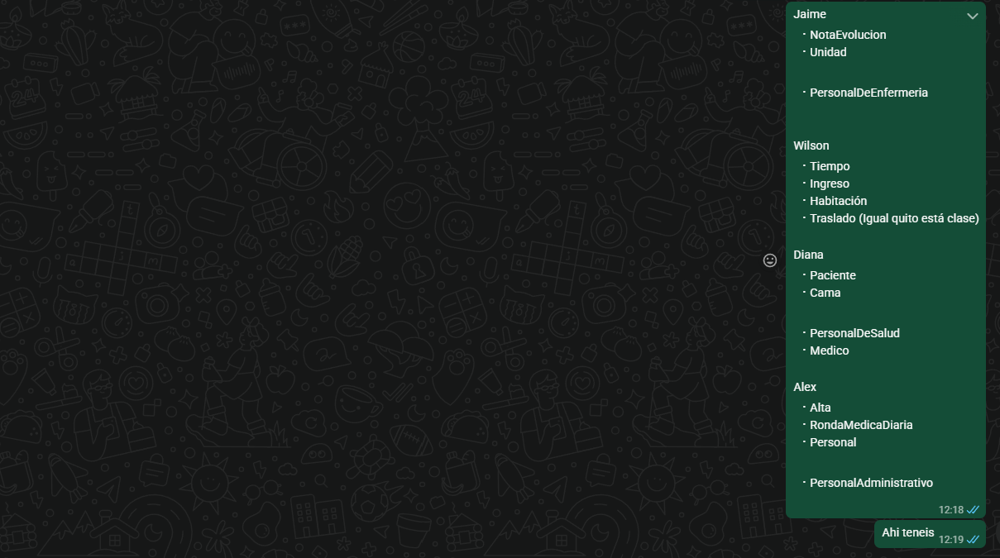 Jaime
· NotaEvolucion
· Unidad
· PersonalDeEnfermeria
Wilson
· Tiempo
· Ingreso
· Habitación
· Traslado (Igual quito está clase)
Diana
· Paciente
· Cama
· PersonalDeSalud
· Medico
Alex
· Alta
· RondaMedicaDiaria
· Personal
· PersonalAdministrativo
12:18
Ahi teneis
12:19